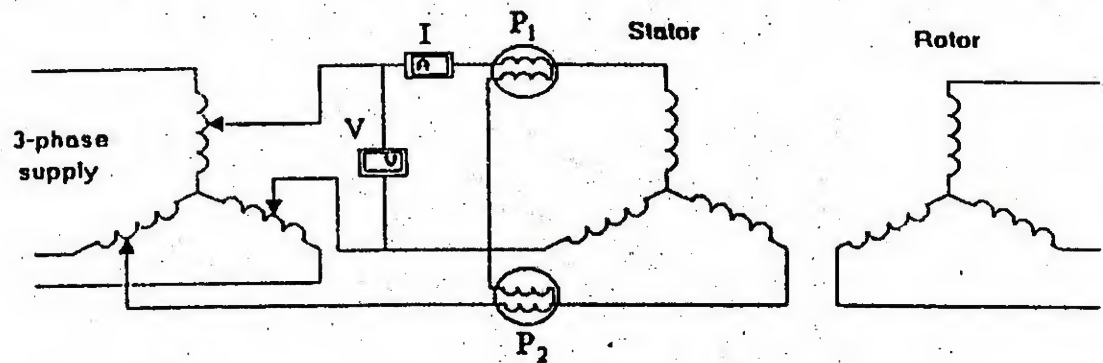 P1
Stator
Rotor
I
A
V
V
3-phase
supply
P2